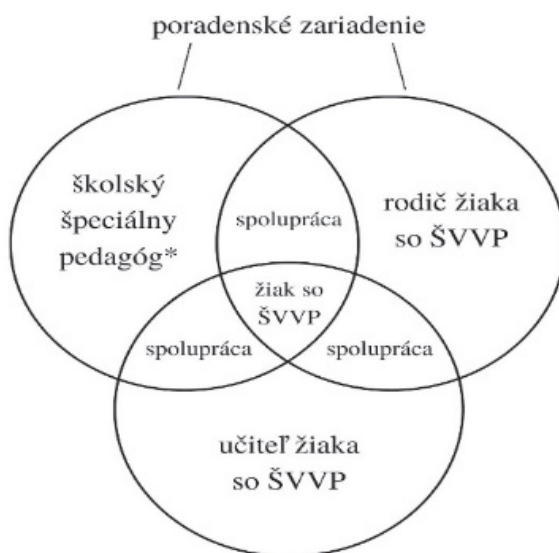 poradenské zariadenie
školský
špeciálny
pedagóg*
spolupráca
rodič žiaka
so ŠVVP
žiak so
ŠVVP
spolupráca
spolupráca
učiteľ žiaka
so ŠVVP